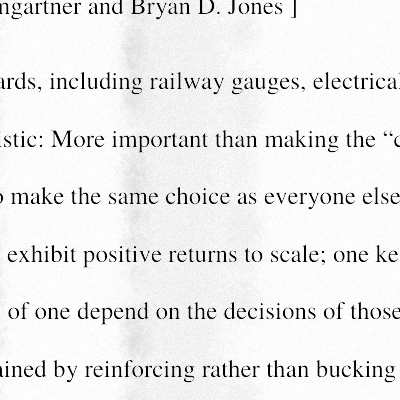 mgartner and Bryan D. Jones ]
ards, including railway gauges, electrical
istic: More important than making the “c
o make the same choice as everyone else
exhibit positive returns to scale; one ke
of one depend on the decisions of those
ained by reinforcing rather than bucking